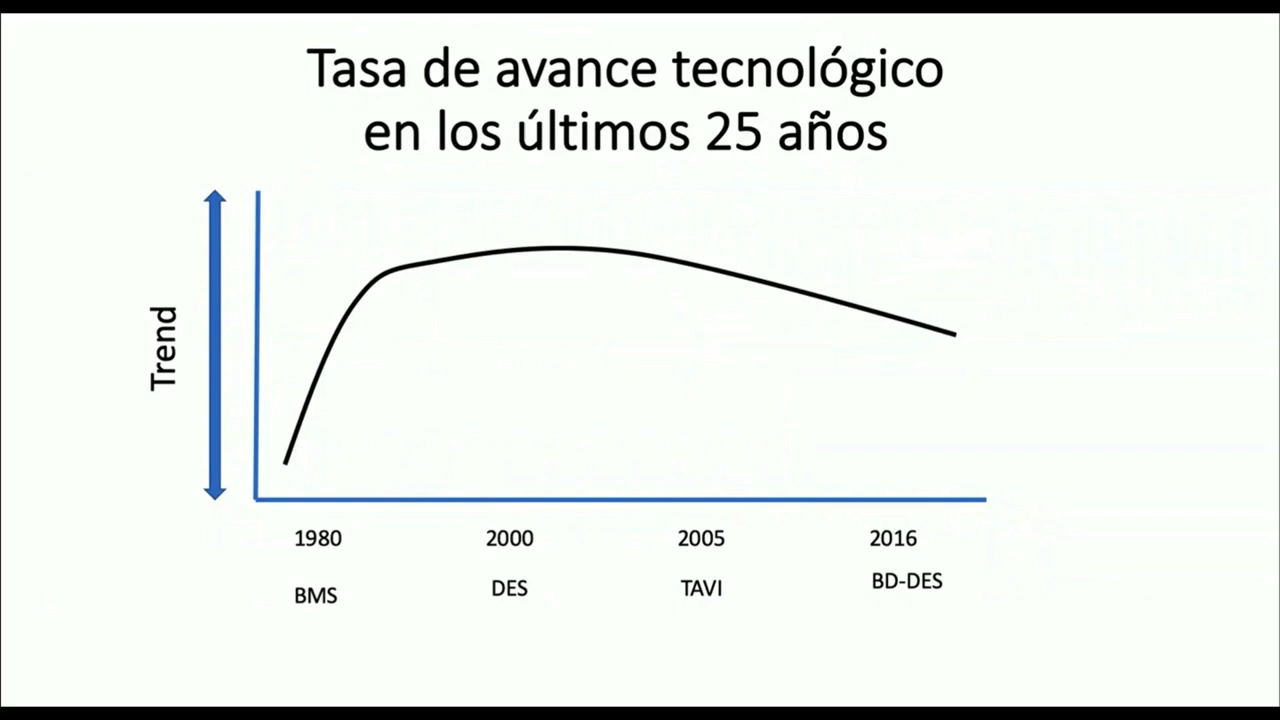 Tasa de avance tecnológico
en los últimos 25 años
Trend
1980 2000 2005 2016
BMS DES TAVI BD-DES